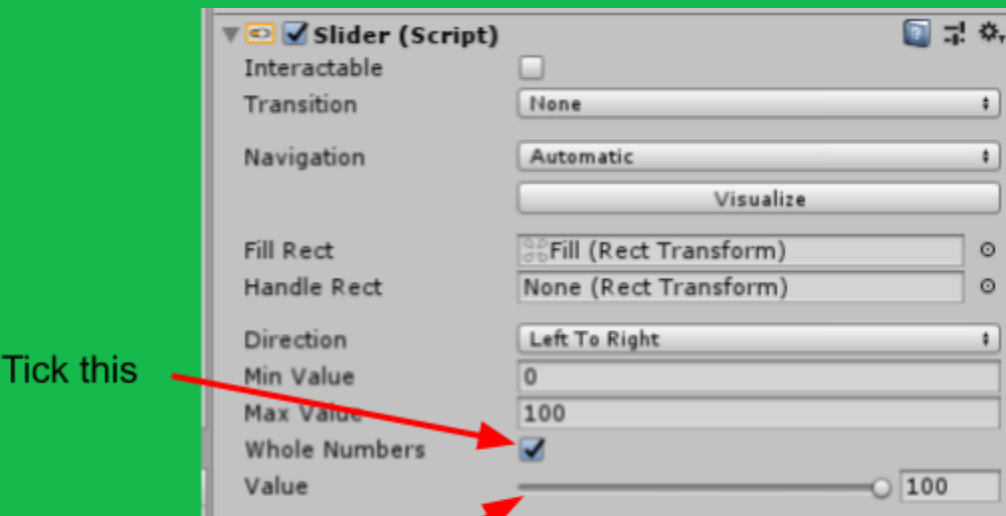 Slider (Script)
Interactable
Transition None
Navigation Automatic
Visualize
Fill Rect Fill (Rect Transform)
Handle Rect None (Rect Transform)
Direction Left To Right
Tick this
Min Value 0
Max Value 100
Whole Numbers
Value 100